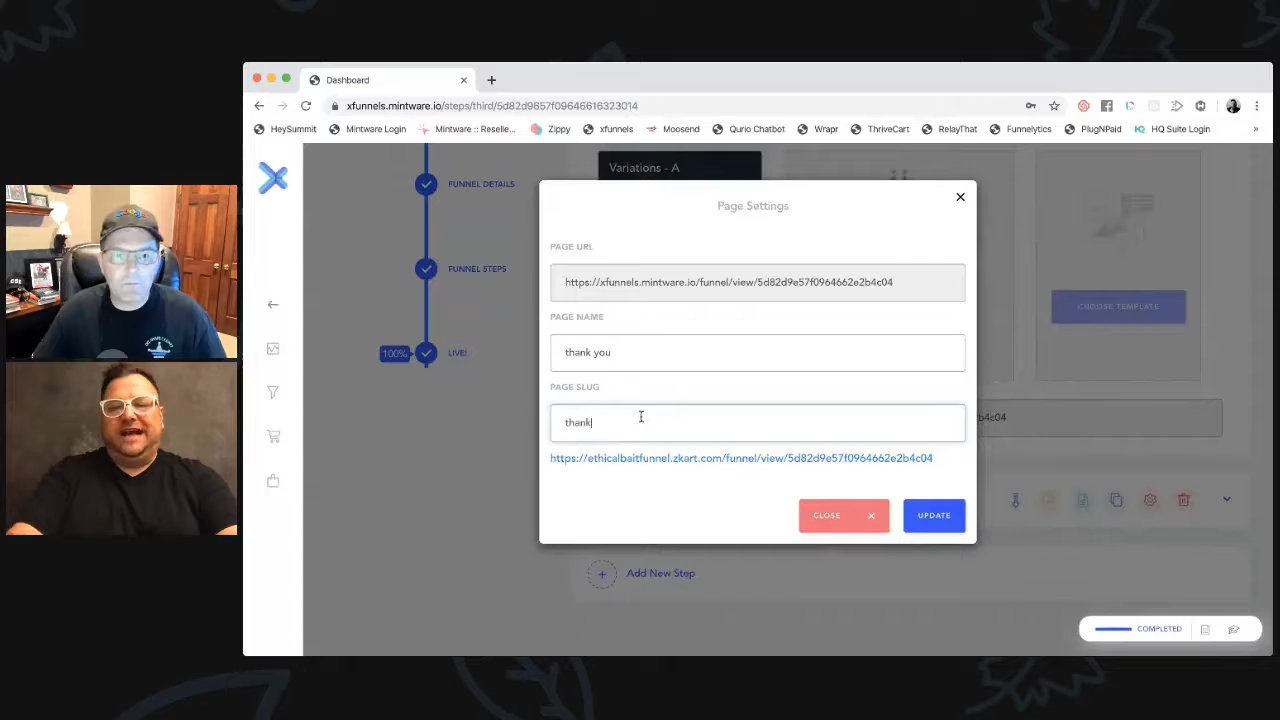 Dashboard
xfunnels.mintware.io/steps/third/5d82d9657f09646616323014
HeySummit Mintware Login Mintware :: Reselle... Zippy xfunnels Moosend Qurio Chatbot Wrapr ThriveCart RelayThat Funnelytics PlugNPaid HQ Suite Login »
Variations - A
FUNNEL DETAILS
Page Settings
PAGE URL
FUNNEL STEPS
https://xfunnels.mintware.io/funnel/view/5d82d9e57f0964662e2b4c04
CHOOSE TEMPLATE
PAGE NAME
100%
LIVE!
thank you
PAGE SLUG
b4c04
thank
https://ethicalbaitfunnel.zkart.com/funnel/view/5d82d9e57f0964662e2b4c04
CLOSE
UPDATE
Add New Step
COMPLETED